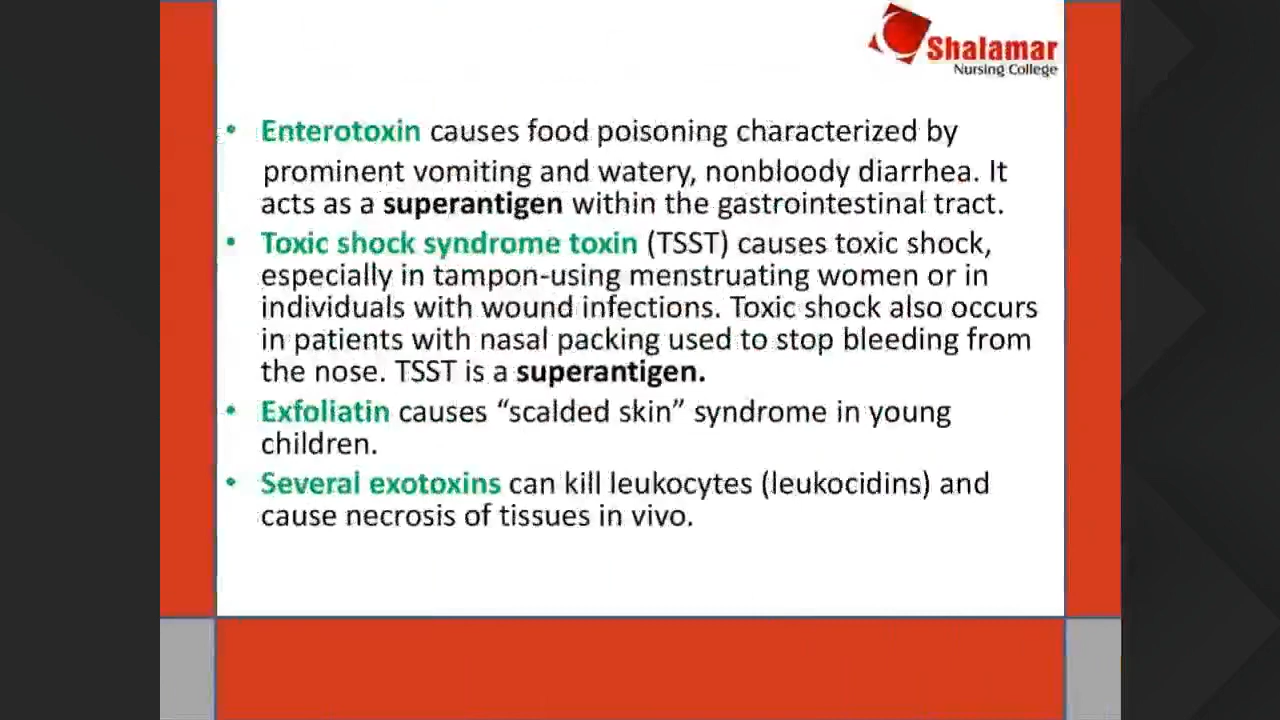 Shalamar
Nursing College
• Enterotoxin causes food poisoning characterized by
prominent vomiting and watery, nonbloody diarrhea. It
acts as a superantigen within the gastrointestinal tract.
• Toxic shock syndrome toxin (TSST) causes toxic shock,
especially in tampon-using menstruating women or in
individuals with wound infections. Toxic shock also occurs
in patients with nasal packing used to stop bleeding from
the nose. TSST is a superantigen.
• Exfoliatin causes “scalded skin” syndrome in young
children.
• Several exotoxins can kill leukocytes (leukocidins) and
cause necrosis of tissues in vivo.